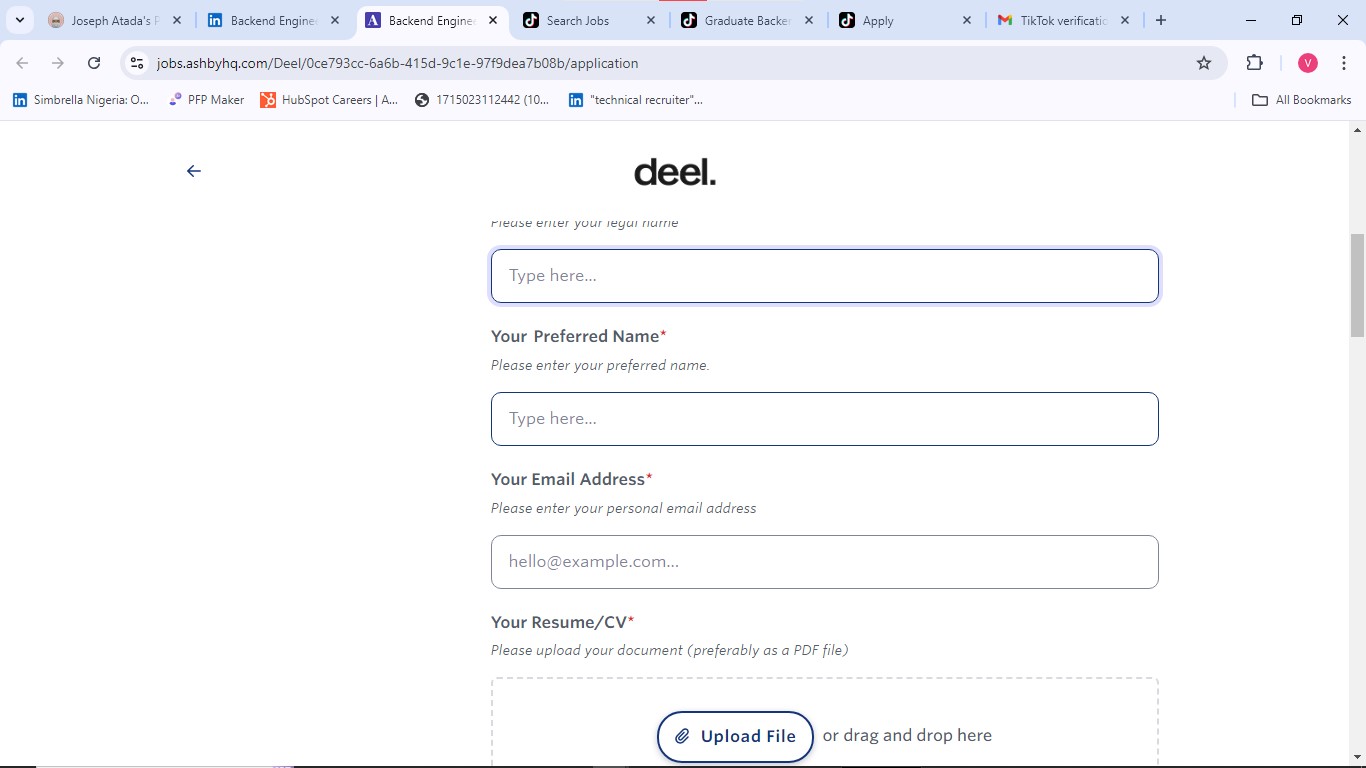 Joseph Atada's P
Backend Enginee
Backend Enginee
Search Jobs
Graduate Backer
Apply
TikTok verificatio
jobs.ashbyhq.com/Deel/0ce793cc-6a6b-415d-9c1e-97f9dea7b08b/application
V
Simbrella Nigeria: O...
PFP Maker
HubSpot Careers | A...
1715023112442 (10...
"technical recruiter"...
All Bookmarks
deel.
Please enter your legal name
Type here...
Your Preferred Name*
Please enter your preferred name.
Type here...
Your Email Address*
Please enter your personal email address
hello@example.com...
Your Resume/CV*
Please upload your document (preferably as a PDF file)
Upload File or drag and drop here